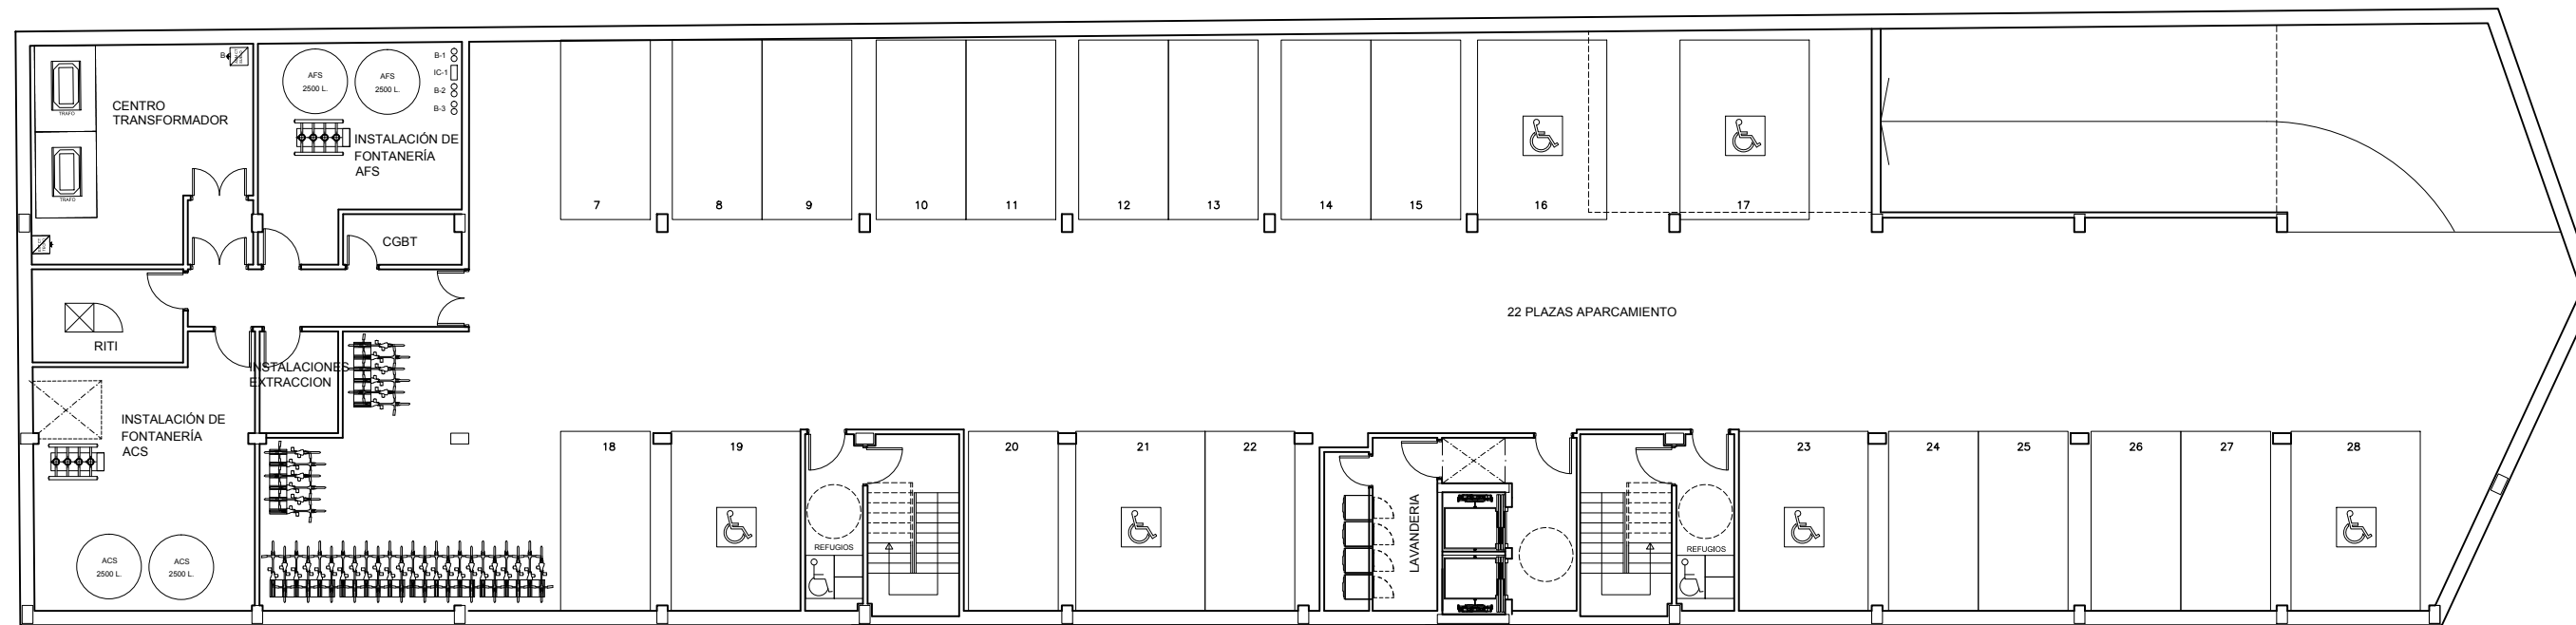 CENTRO
TRANSFORMADOR
TRAFO
TRAFO
B
AFS
2500 L.
AFS
2500 L.
B-1
IC-1
B-2
B-3
INSTALACIÓN DE
FONTANERÍA
AFS
CGBT
RITI
INSTALACIONES
EXTRACCION
INSTALACIÓN DE
FONTANERÍA
ACS
ACS
2500 L.
ACS
2500 L.
7
8
9
10
11
12
13
14
15
16
17
22 PLAZAS APARCAMIENTO
18
19
REFUGIOS
20
21
22
LAVANDERIA
REFUGIOS
23
24
25
26
27
28